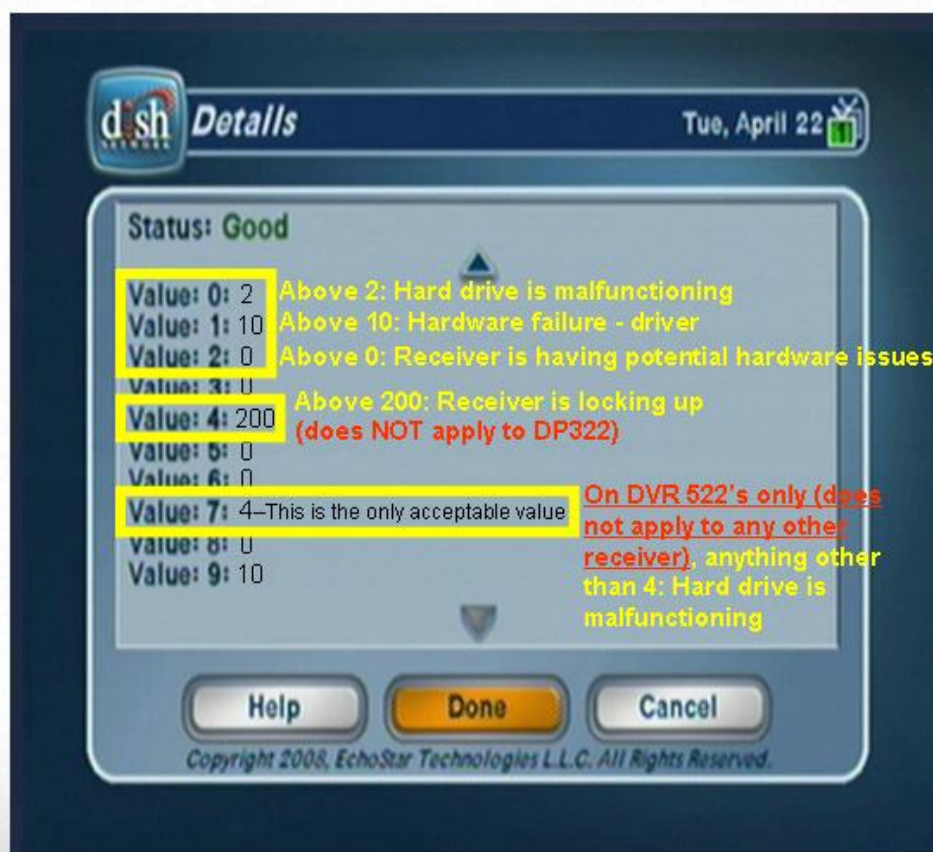 dish
NETWORK
Details
Tue, April 22
1
Status: Good
Value: 0: 2
Above 2: Hard drive is malfunctioning
Value: 1: 10
Above 10: Hardware failure - driver
Value: 2: 0
Above 0: Receiver is having potential hardware issues
Value: 3: 0
Value: 4: 200
Above 200: Receiver is locking up
(does NOT apply to DP322)
Value: 5: 0
Value: 6: 0
Value: 7: 4–This is the only acceptable value
On DVR 522's only (does
not apply to any other
receiver), anything other
than 4: Hard drive is
malfunctioning
Value: 8: 0
Value: 9: 10
Help
Done
Cancel
Copyright 2008, EchoStar Technologies L.L.C. All Rights Reserved.